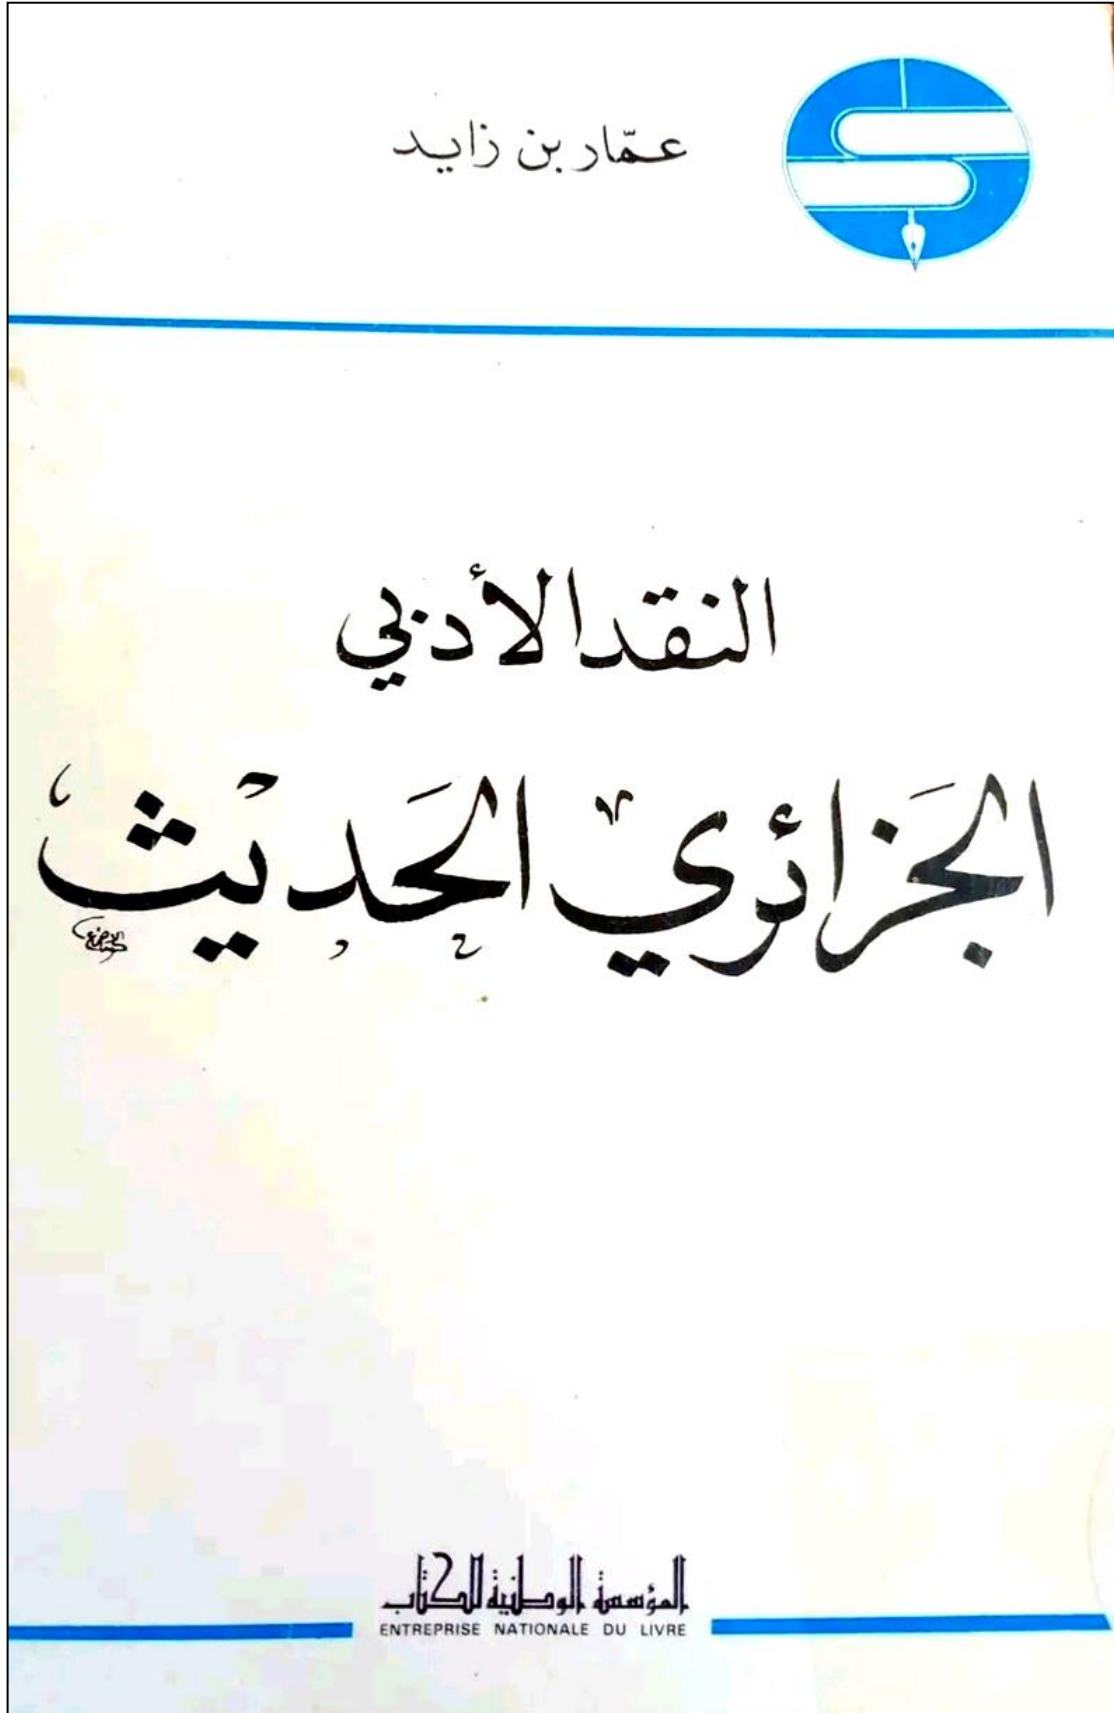 عمّار بن زايد
النقد الأدبي
الجزائري الحديث
المؤسسة الوطنية للكتاب
ENTREPRISE NATIONALE DU LIVRE